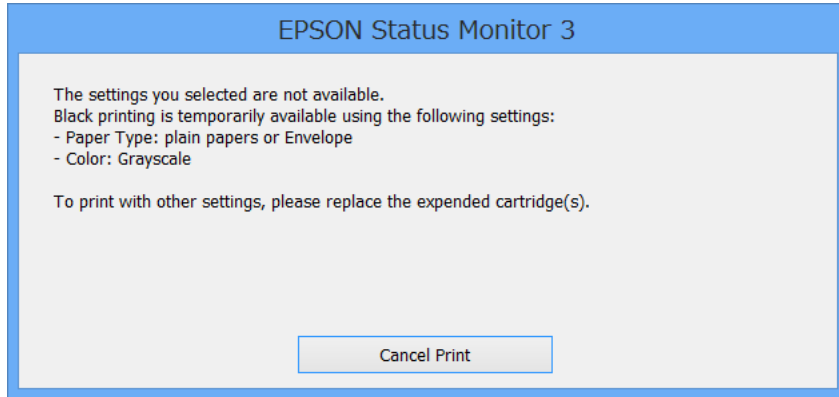 EPSON Status Monitor 3
The settings you selected are not available.
Black printing is temporarily available using the following settings:
- Paper Type: plain papers or Envelope
- Color: Grayscale
To print with other settings, please replace the expended cartridge(s).
Cancel Print